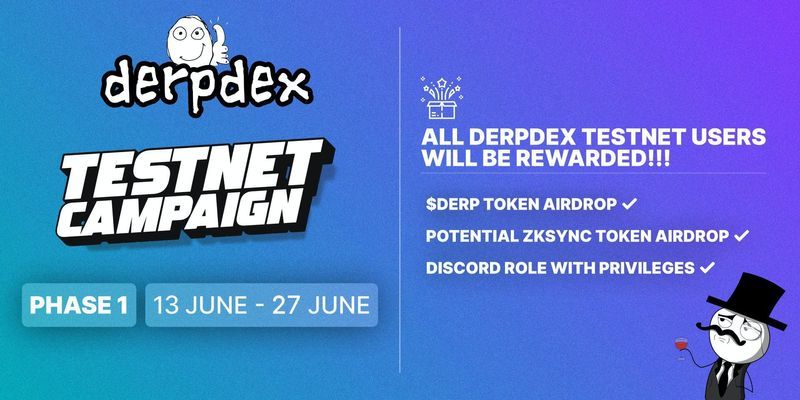 derpdex
TESTNET
CAMPAIGN
PHASE 1
13 JUNE - 27 JUNE
ALL DERPDEX TESTNET USERS
WILL BE REWARDED!!!
$DERP TOKEN AIRDROP ✓
POTENTIAL ZKSYNC TOKEN AIRDROP ✓
DISCORD ROLE WITH PRIVILEGES ✓